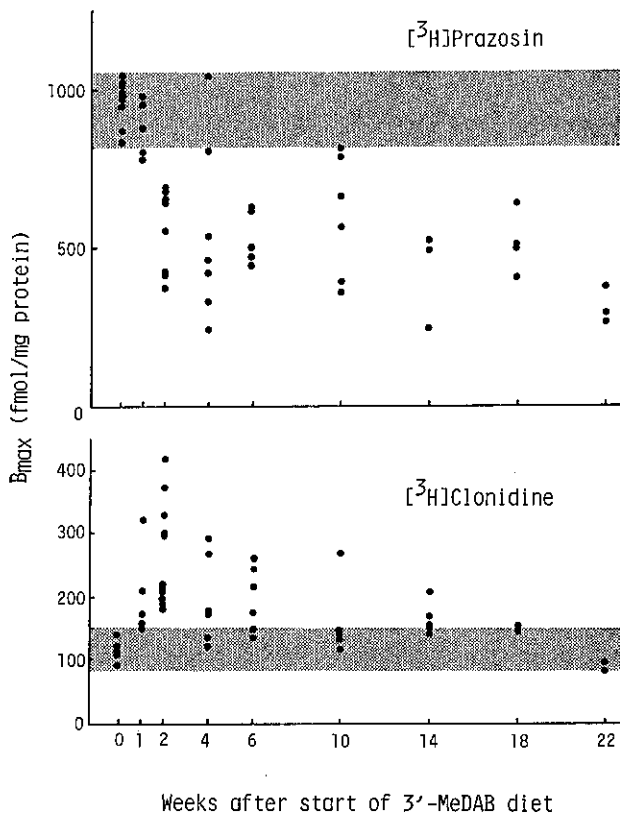 [³H]Prazosin
1000
500
0
Bmax (fmol/mg protein)
[³H]Clonidine
400
300
200
100
0
0 1 2 4 6 10 14 18 22
Weeks after start of 3′-MeDAB diet